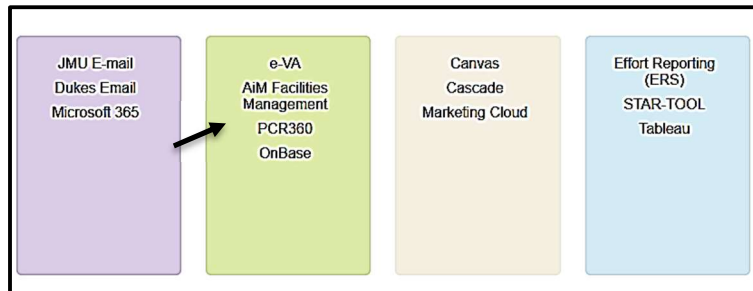 JMU E-mail
Dukes Email
Microsoft 365
e-VA
AiM Facilities
Management
PCR360
OnBase
Canvas
Cascade
Marketing Cloud
Effort Reporting
(ERS)
STAR-TOOL
Tableau